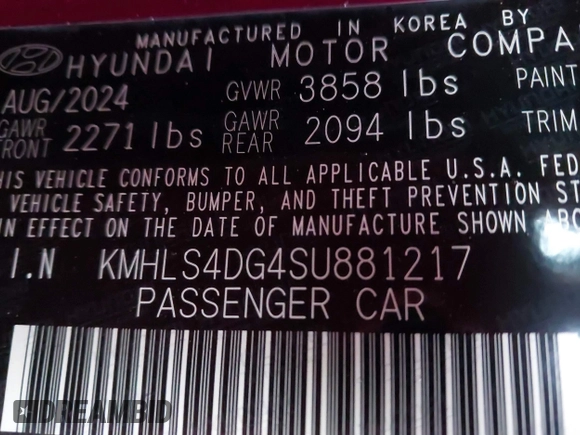 MANUFACTURED IN KOREA BY
HYUNDAI MOTOR COMPA
AUG/2024 GVWR 3858 lbs PAINT
GAWR FRONT 2271 lbs GAWR REAR 2094 lbs TRIM
HIS VEHICLE CONFORMS TO ALL APPLICABLE U.S.A. FED
VEHICLE SAFETY, BUMPER, AND THEFT PREVENTION ST
IN EFFECT ON THE DATE OF MANUFACTURE SHOWN ABO
I.N KMHLS4DG4SU881217
PASSENGER CAR
DREAMBID